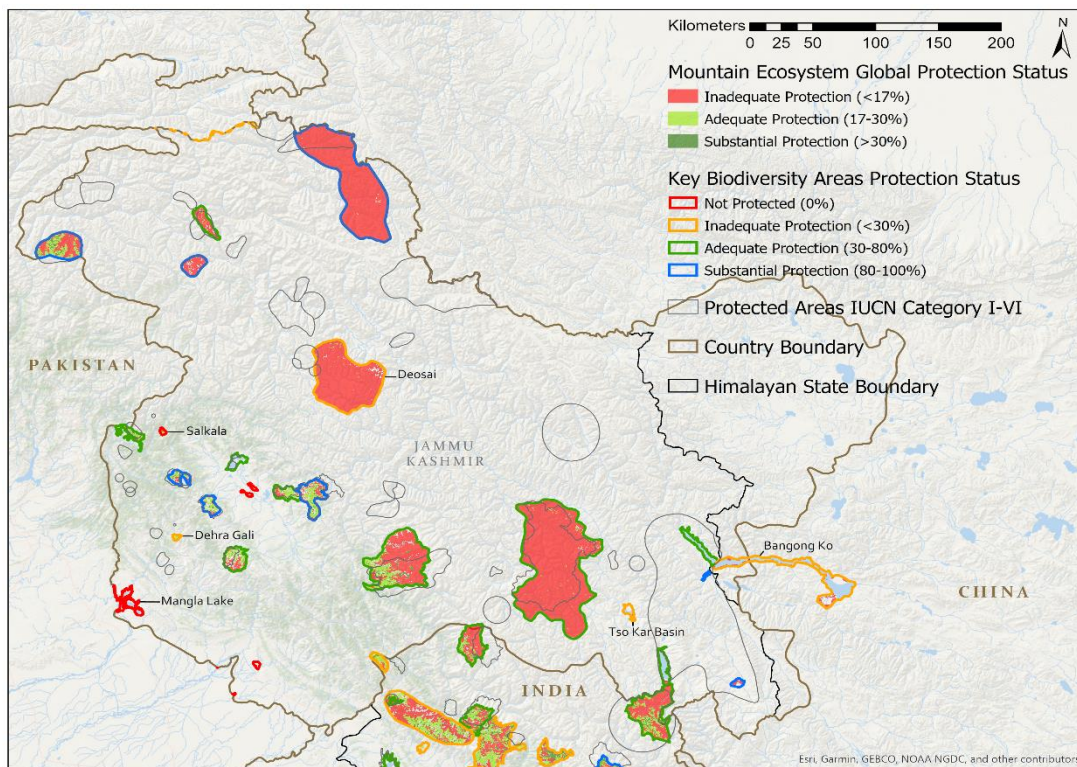 Kilometers
0 25 50 100 150 200
N
Mountain Ecosystem Global Protection Status
Inadequate Protection (<17%)
Adequate Protection (17-30%)
Substantial Protection (>30%)
Key Biodiversity Areas Protection Status
Not Protected (0%)
Inadequate Protection (<30%)
Adequate Protection (30-80%)
Substantial Protection (80-100%)
Protected Areas IUCN Category I-VI
Country Boundary
Himalayan State Boundary
PAKISTAN
Deosai
Salkala
JAMMU
KASHMIR
Dehra Gali
Bangong Ko
Mangla Lake
CHINA
Tso Kar Basin
INDIA
Esri, Garmin, GEBCO, NOAA NGDC, and other contributors